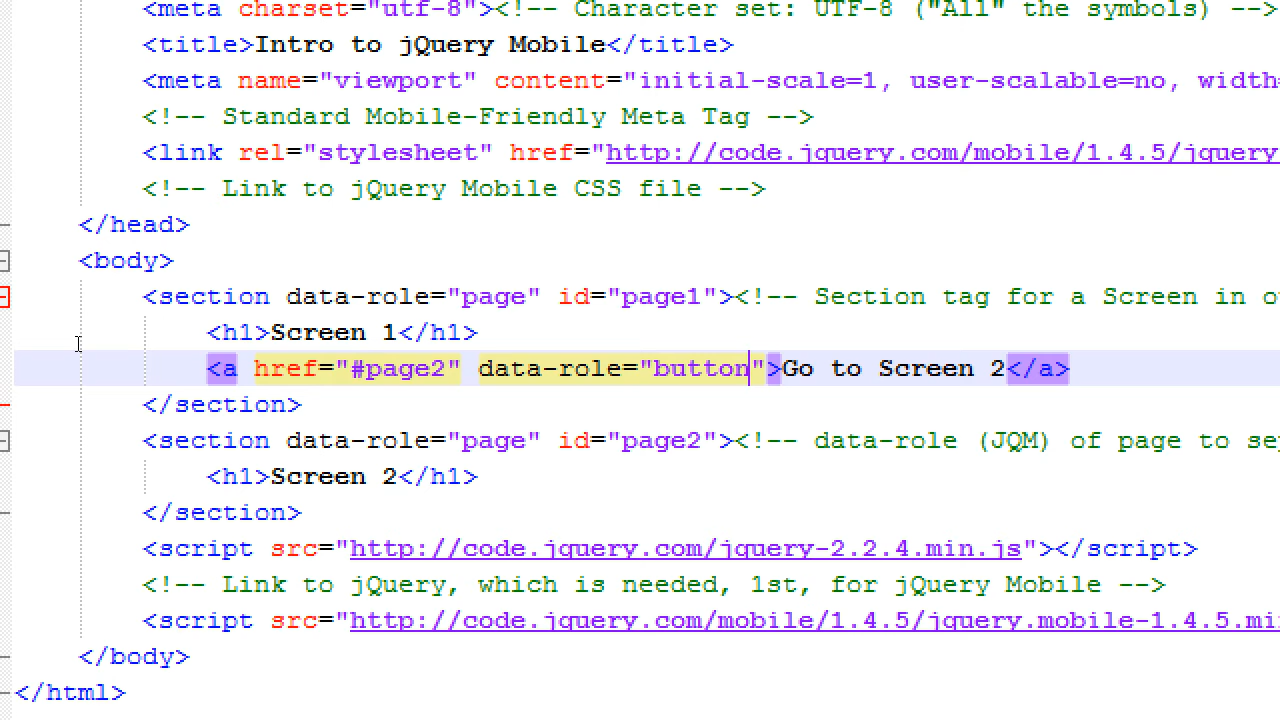 <meta charset="utf-8"><!-- Character set: UTF-8 ("All" the symbols) -->
<title>Intro to jQuery Mobile</title>
<meta name="viewport" content="initial-scale=1, user-scalable=no, width=
<!-- Standard Mobile-Friendly Meta Tag -->
<link rel="stylesheet" href="http://code.jquery.com/mobile/1.4.5/jquery
<!-- Link to jQuery Mobile CSS file -->
</head>
<body>
<section data-role="page" id="page1"><!-- Section tag for a Screen in
<h1>Screen 1</h1>
<a href="#page2" data-role="button">Go to Screen 2</a>
</section>
<section data-role="page" id="page2"><!-- data-role (JQM) of page to
<h1>Screen 2</h1>
</section>
<script src="http://code.jquery.com/jquery-2.2.4.min.js"></script>
<!-- Link to jQuery, which is needed, 1st, for jQuery Mobile -->
<script src="http://code.jquery.com/mobile/1.4.5/jquery.mobile-1.4.5.mi
</body>
</html>